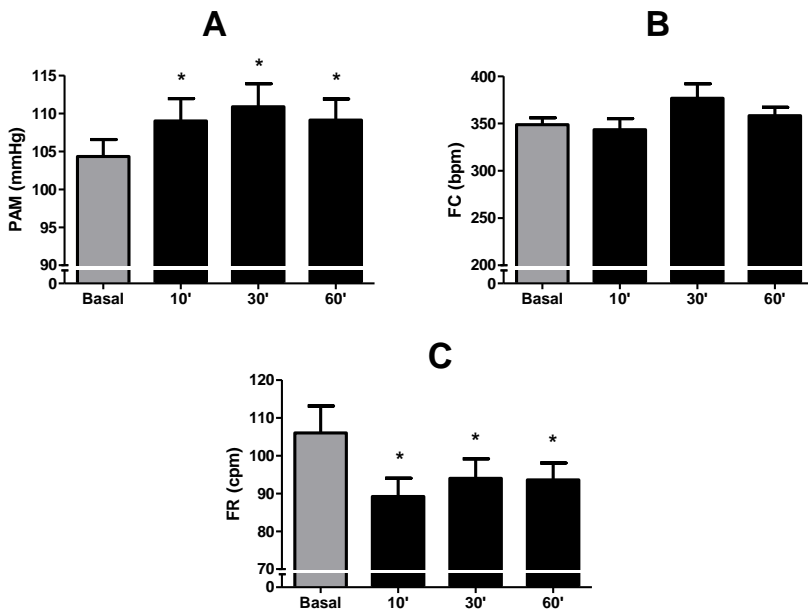 A
PAM (mmHg)
115
110
105
100
95
90
0
* * *
Basal 10' 30' 60'
B
FC (bpm)
400
350
300
250
200
0
Basal 10' 30' 60'
C
FR (cpm)
120
110
100
90
80
70
0
* * *
Basal 10' 30' 60'